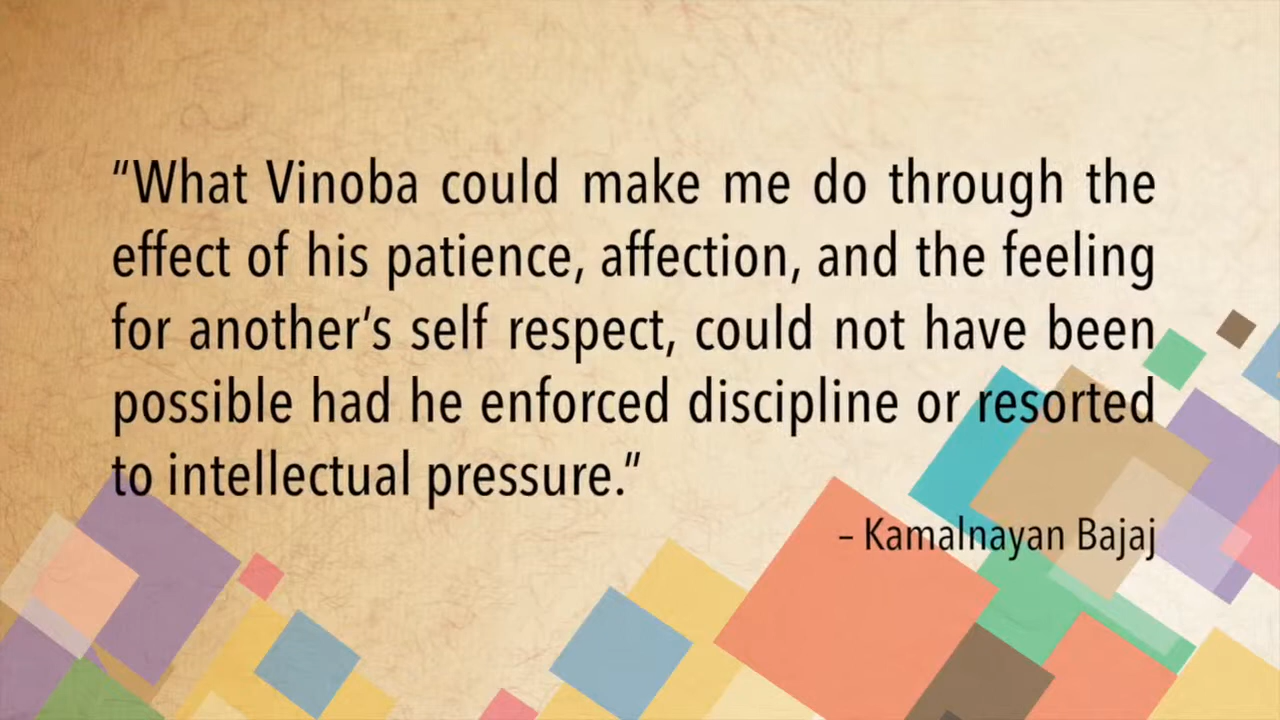 “What Vinoba could make me do through the
effect of his patience, affection, and the feeling
for another’s self respect, could not have been
possible had he enforced discipline or resorted
to intellectual pressure.”
– Kamalnayan Bajaj